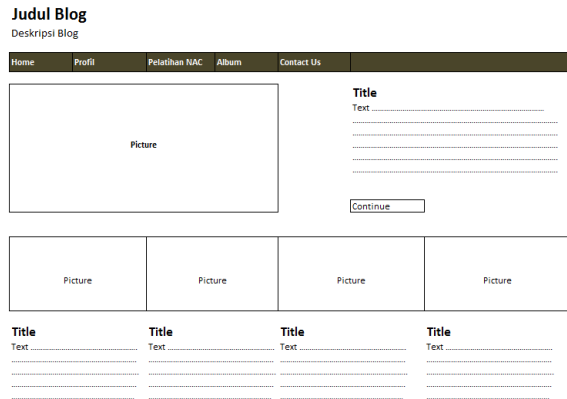 Judul Blog
Deskripsi Blog
Home Profil Pelatihan NAC Album Contact Us
Picture
Title
Text ................................................................
................................................................
................................................................
................................................................
................................................................
................................................................
Continue
Picture Picture Picture Picture
Title Title Title Title
Text ........................................ Text ........................................ Text ........................................ Text ........................................
................................................ ................................................ ................................................ ................................................
................................................ ................................................ ................................................ ................................................
................................................ ................................................ ................................................ ................................................
................................................ ................................................ ................................................ ................................................